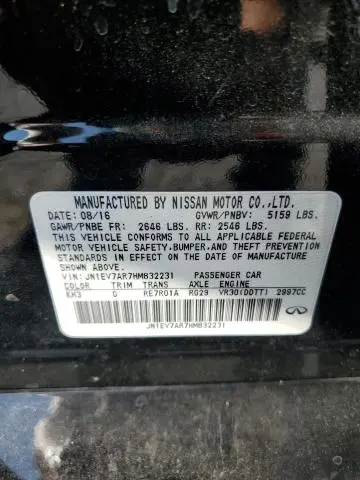 MANUFACTURED BY NISSAN MOTOR CO.,LTD.
DATE: 08/16 GVWR/PNBV: 5159 LBS.
GAWR/PNBE FR: 2646 LBS. RR: 2546 LBS.
THIS VEHICLE CONFORMS TO ALL APPLICABLE FEDERAL
MOTOR VEHICLE SAFETY,BUMPER, AND THEFT PREVENTION
STANDARDS IN EFFECT ON THE DATE OF MANUFACTURE
SHOWN ABOVE.
VIN: JN1EV7AR7HM832231 PASSENGER CAR
COLOR TRIM TRANS AXLE ENGINE
KH3 G RE7R01A RG29 VR30(DDTT) 2997CC
JN1EV7AR7HM832231